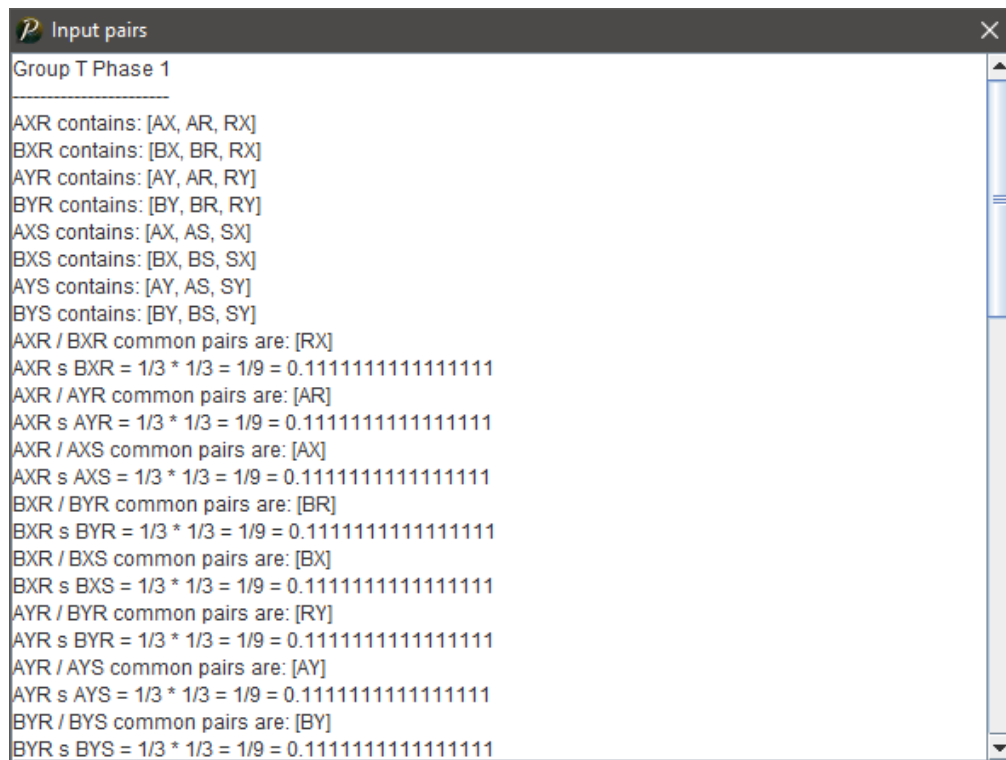 Input pairs
Group T Phase 1
-----------------------
AXR contains: [AX, AR, RX]
BXR contains: [BX, BR, RX]
AYR contains: [AY, AR, RY]
BYR contains: [BY, BR, RY]
AXS contains: [AX, AS, SX]
BXS contains: [BX, BS, SX]
AYS contains: [AY, AS, SY]
BYS contains: [BY, BS, SY]
AXR / BXR common pairs are: [RX]
AXR s BXR = 1/3 * 1/3 = 1/9 = 0.1111111111111111
AXR / AYR common pairs are: [AR]
AXR s AYR = 1/3 * 1/3 = 1/9 = 0.1111111111111111
AXR / AXS common pairs are: [AX]
AXR s AXS = 1/3 * 1/3 = 1/9 = 0.1111111111111111
BXR / BYR common pairs are: [BR]
BXR s BYR = 1/3 * 1/3 = 1/9 = 0.1111111111111111
BXR / BXS common pairs are: [BX]
BXR s BXS = 1/3 * 1/3 = 1/9 = 0.1111111111111111
AYR / BYR common pairs are: [RY]
AYR s BYR = 1/3 * 1/3 = 1/9 = 0.1111111111111111
AYR / AYS common pairs are: [AY]
AYR s AYS = 1/3 * 1/3 = 1/9 = 0.1111111111111111
BYR / BYS common pairs are: [BY]
BYR s BYS = 1/3 * 1/3 = 1/9 = 0.1111111111111111